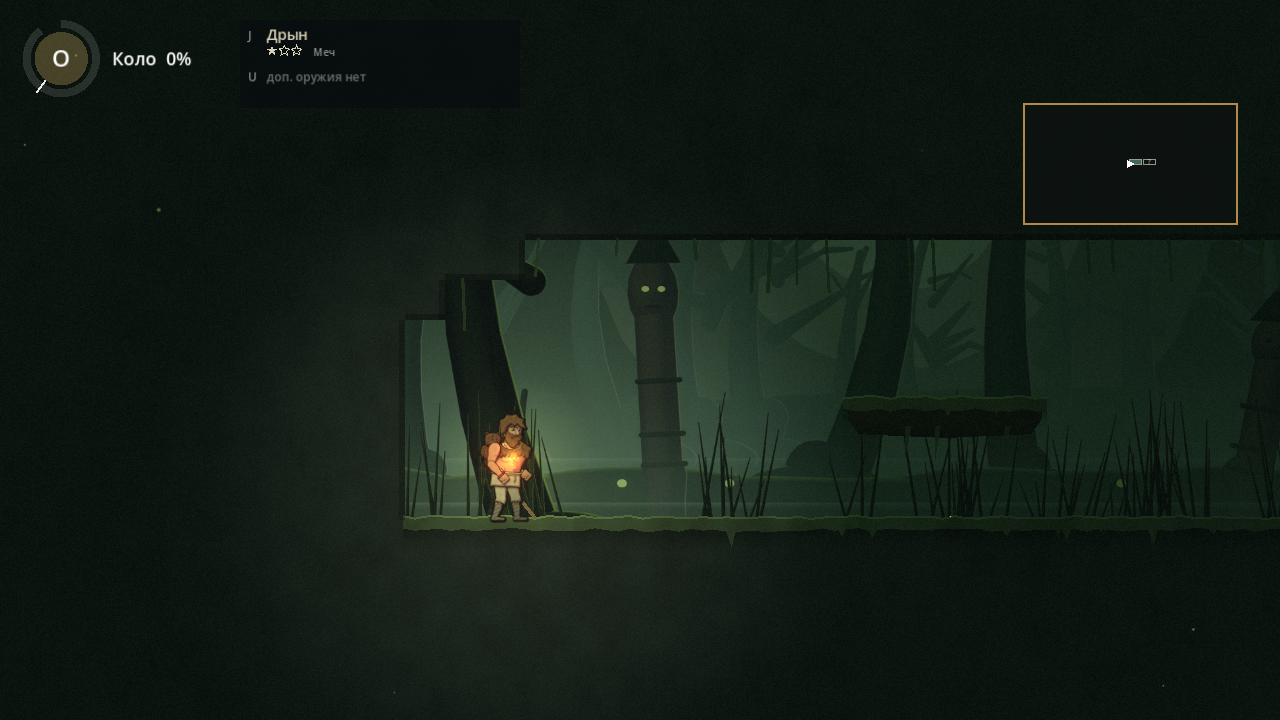 О
Коло 0%
J Дрын
Меч
U доп. оружия нет